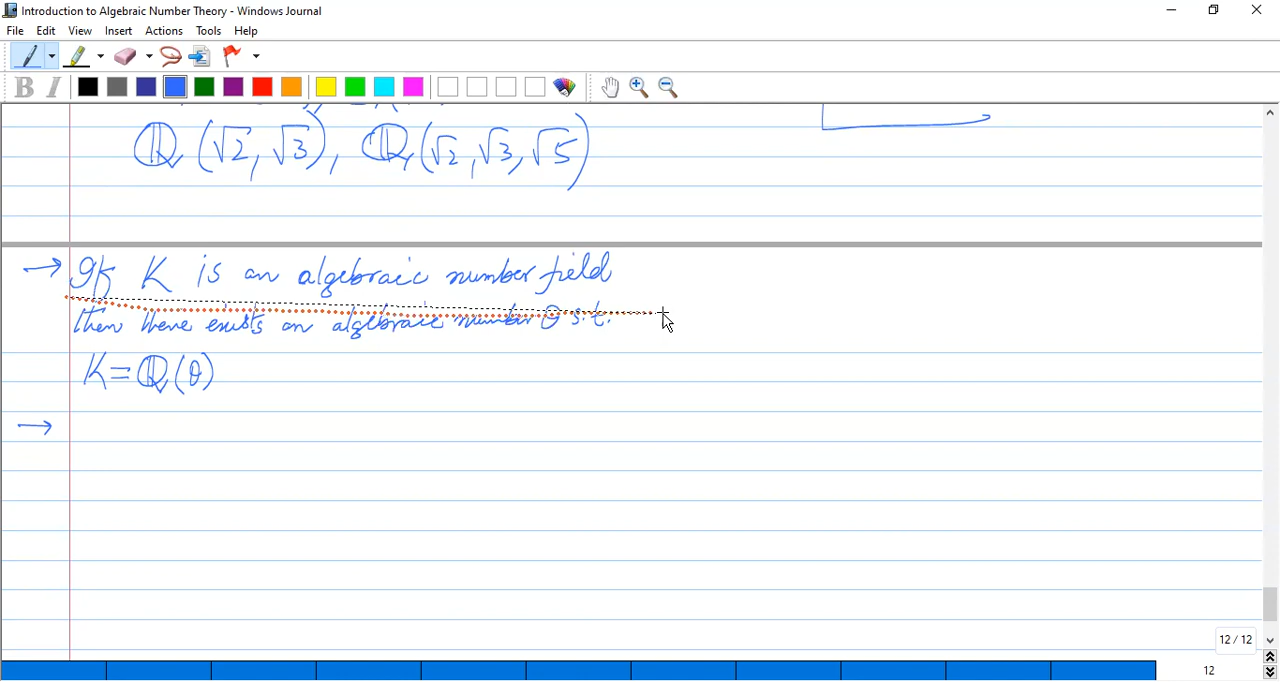 Introduction to Algebraic Number Theory - Windows Journal
File Edit View Insert Actions Tools Help
B I
ℚ(√2, √3), ℚ(√2, √3, √5)
→ If K is an algebraic number field
then there exists an algebraic number θ s.t.
K = ℚ(θ)
→
12 / 12
12